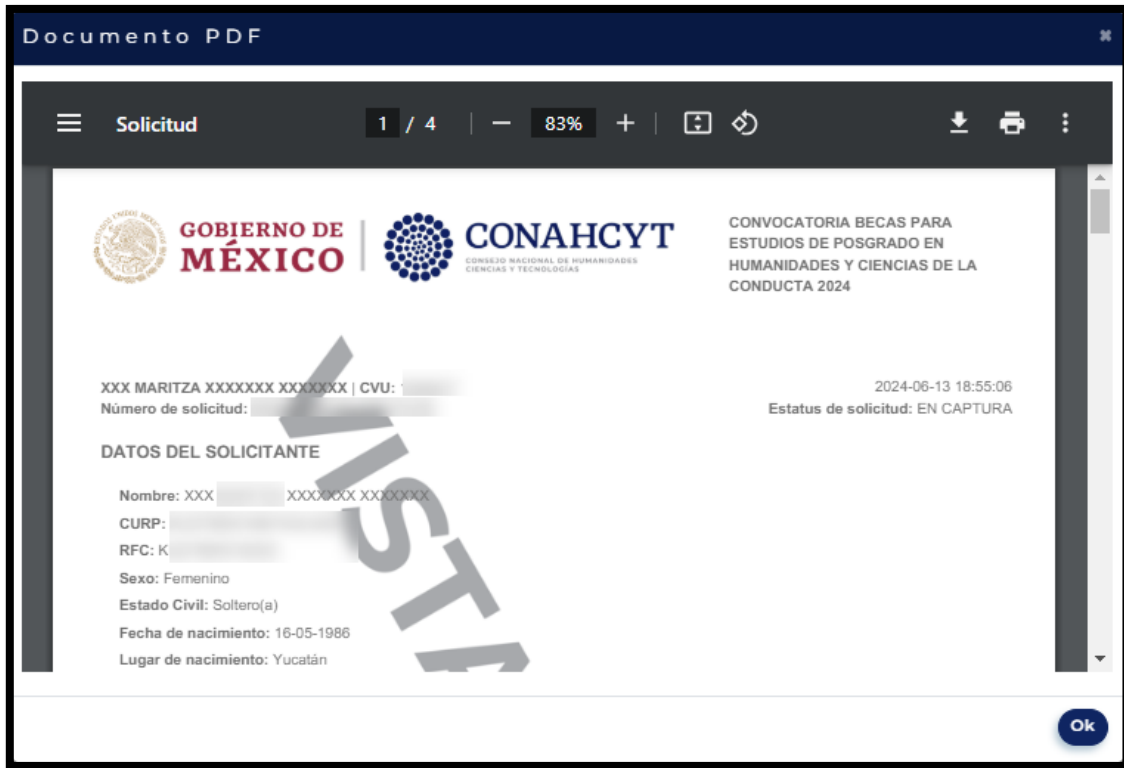 Documento PDF
Solicitud 1 / 4 83%
GOBIERNO DE
MÉXICO
CONAHCYT
CONSEJO NACIONAL DE HUMANIDADES
CIENCIAS Y TECNOLOGÍAS
CONVOCATORIA BECAS PARA
ESTUDIOS DE POSGRADO EN
HUMANIDADES Y CIENCIAS DE LA
CONDUCTA 2024
XXX MARITZA XXXXXXX XXXXXXX | CVU:
2024-06-13 18:55:06
Número de solicitud:
Estatus de solicitud: EN CAPTURA
DATOS DEL SOLICITANTE
Nombre: XXX XXXXXXX XXXXXXX
CURP:
RFC: K
Sexo: Femenino
Estado Civil: Soltero(a)
Fecha de nacimiento: 16-05-1986
Lugar de nacimiento: Yucatán
VISTA
Ok